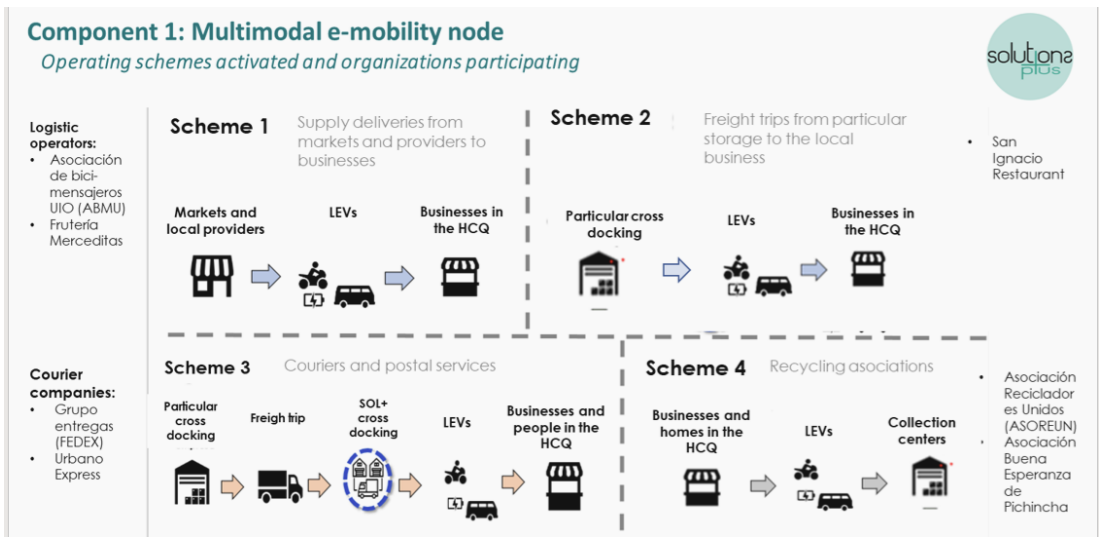 Component 1: Multimodal e-mobility node
Operating schemes activated and organizations participating
solutions
plus
Logistic
operators:
• Asociación
de bici-
mensajeros
UIO (ABMU)
• Frutería
Merceditas
Scheme 1
Supply deliveries from
markets and providers to
businesses
Markets and
local providers
LEVs
Businesses in
the HCQ
Scheme 2
Freight trips from particular
storage to the local
business
Particular cross
docking
LEVs
Businesses in
the HCQ
• San
Ignacio
Restaurant
Courier
companies:
• Grupo
entregas
(FEDEX)
• Urbano
Express
Scheme 3
Couriers and postal services
Particular
cross
docking
Freigh trip
SOL+
cross
docking
LEVs
Businesses and
people in the
HCQ
Scheme 4
Recycling asociations
Businesses and
homes in the
HCQ
LEVs
Collection
centers
• Asociación
Reciclador
es Unidos
(ASOREUN)
• Asociación
Buena
Esperanza
de
Pichincha